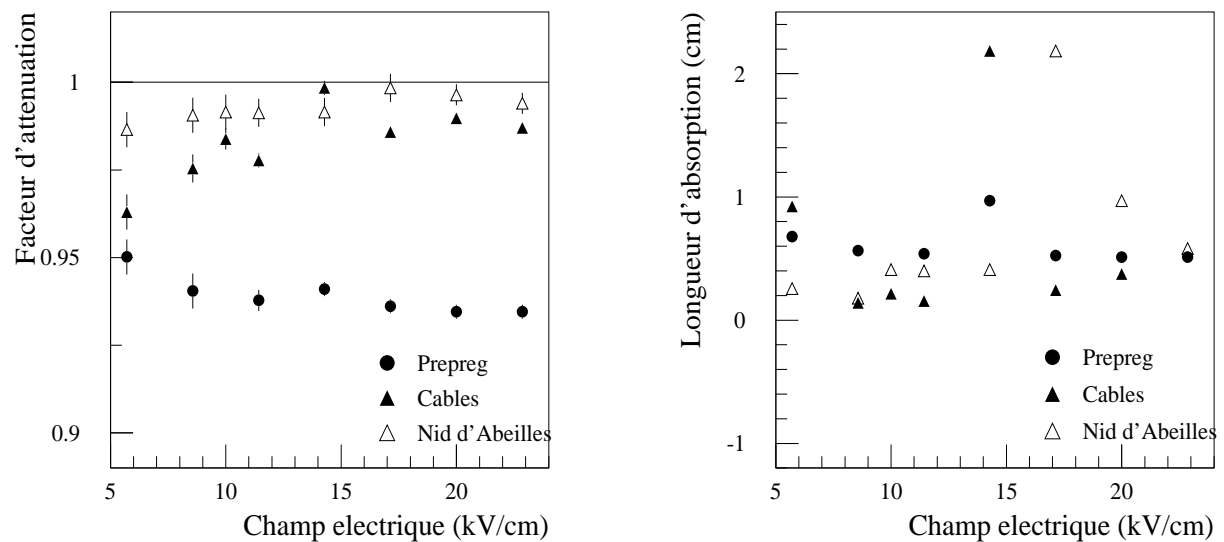 Facteur d'attenuation
1
0.95
0.9
Prepreg
Cables
Nid d'Abeilles
5
10
15
20
Champ electrique (kV/cm)
Longueur d'absorption (cm)
2
1
0
-1
Prepreg
Cables
Nid d'Abeilles
5
10
15
20
Champ electrique (kV/cm)